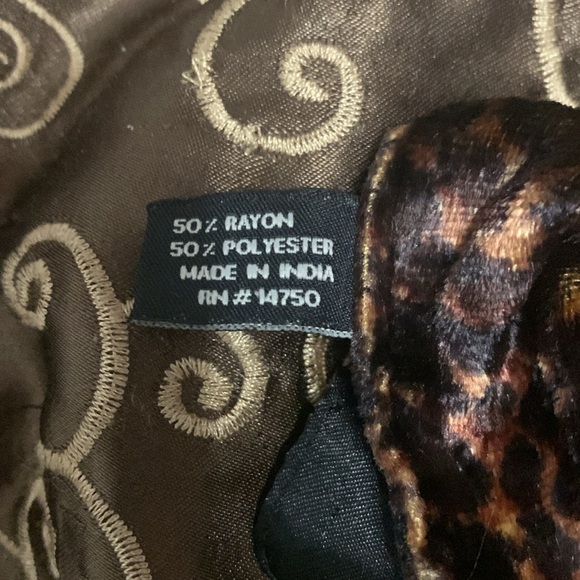 50% RAYON
50% POLYESTER
MADE IN INDIA
RN # 14750